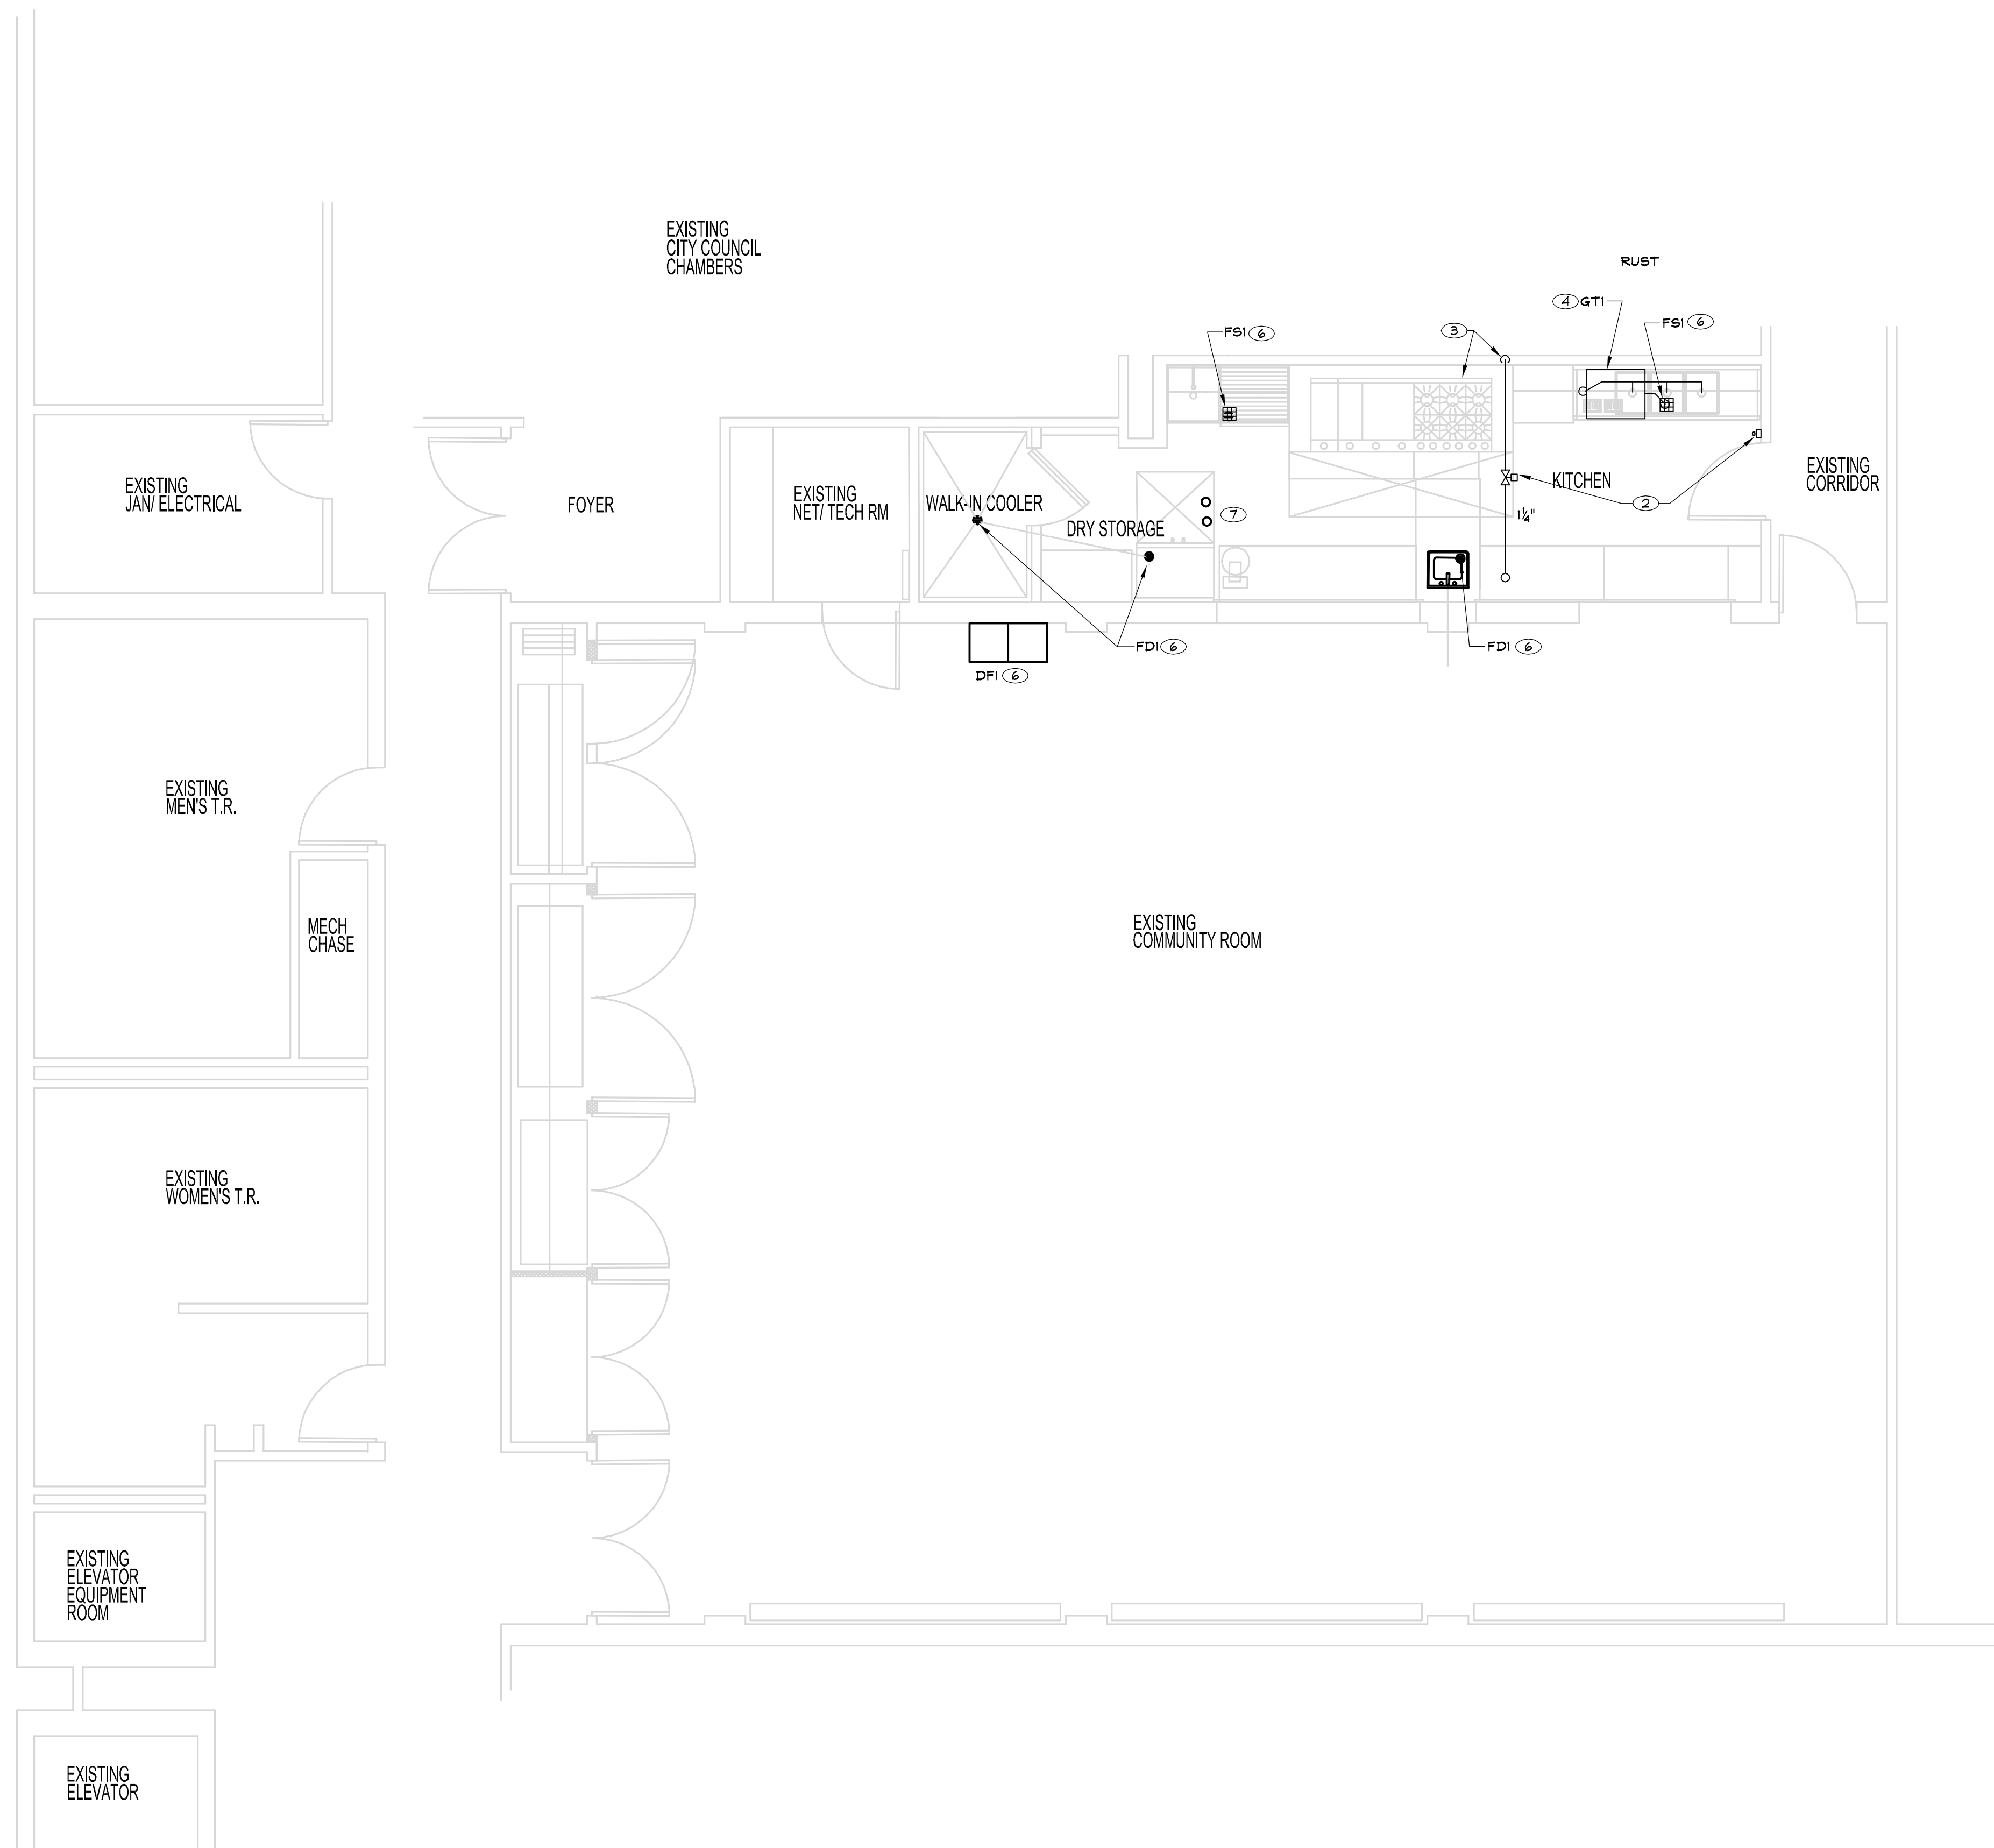 EXISTING
CITY COUNCIL
CHAMBERS
RUST
4 GT1
FS1 6
3
FS1 6
EXISTING
JAN/ ELECTRICAL
FOYER
EXISTING
NET/ TECH RM
WALK-IN COOLER
DRY STORAGE
7
KITCHEN
2
1¼"
EXISTING
CORRIDOR
FD1 6
FD1 6
DF1 6
EXISTING
MEN'S T.R.
MECH
CHASE
EXISTING
COMMUNITY ROOM
EXISTING
WOMEN'S T.R.
EXISTING
ELEVATOR
EQUIPMENT
ROOM
EXISTING
ELEVATOR